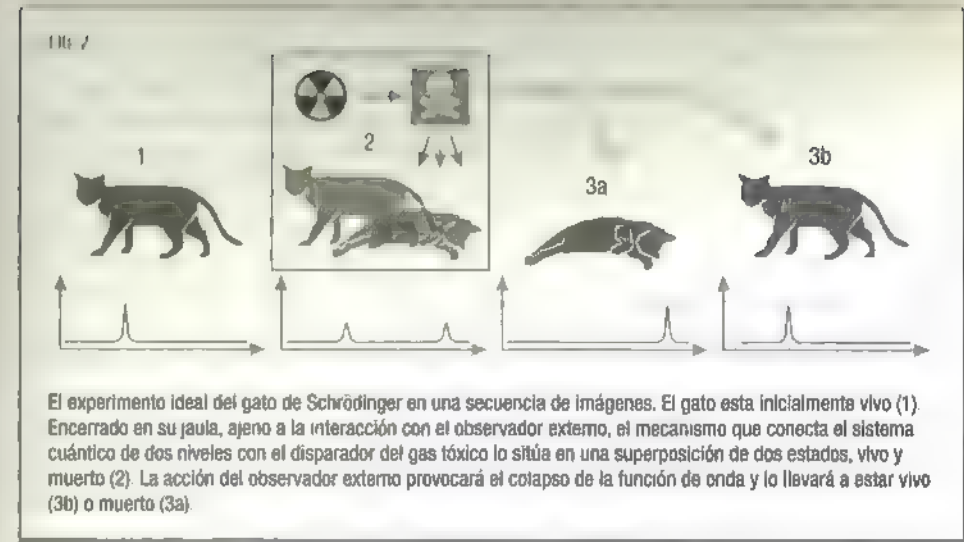 1
2
3a
3b
El experimento ideal del gato de Schrödinger en una secuencia de imágenes. El gato esta inicialmente vivo (1).
Encerrado en su jaula, ajeno a la interacción con el observador externo, el mecanismo que conecta el sistema
cuántico de dos niveles con el disparador del gas tóxico lo sitúa en una superposición de dos estados, vivo y
muerto (2). La acción del observador externo provocará el colapso de la función de onda y lo llevará a estar vivo
(3b) o muerto (3a).